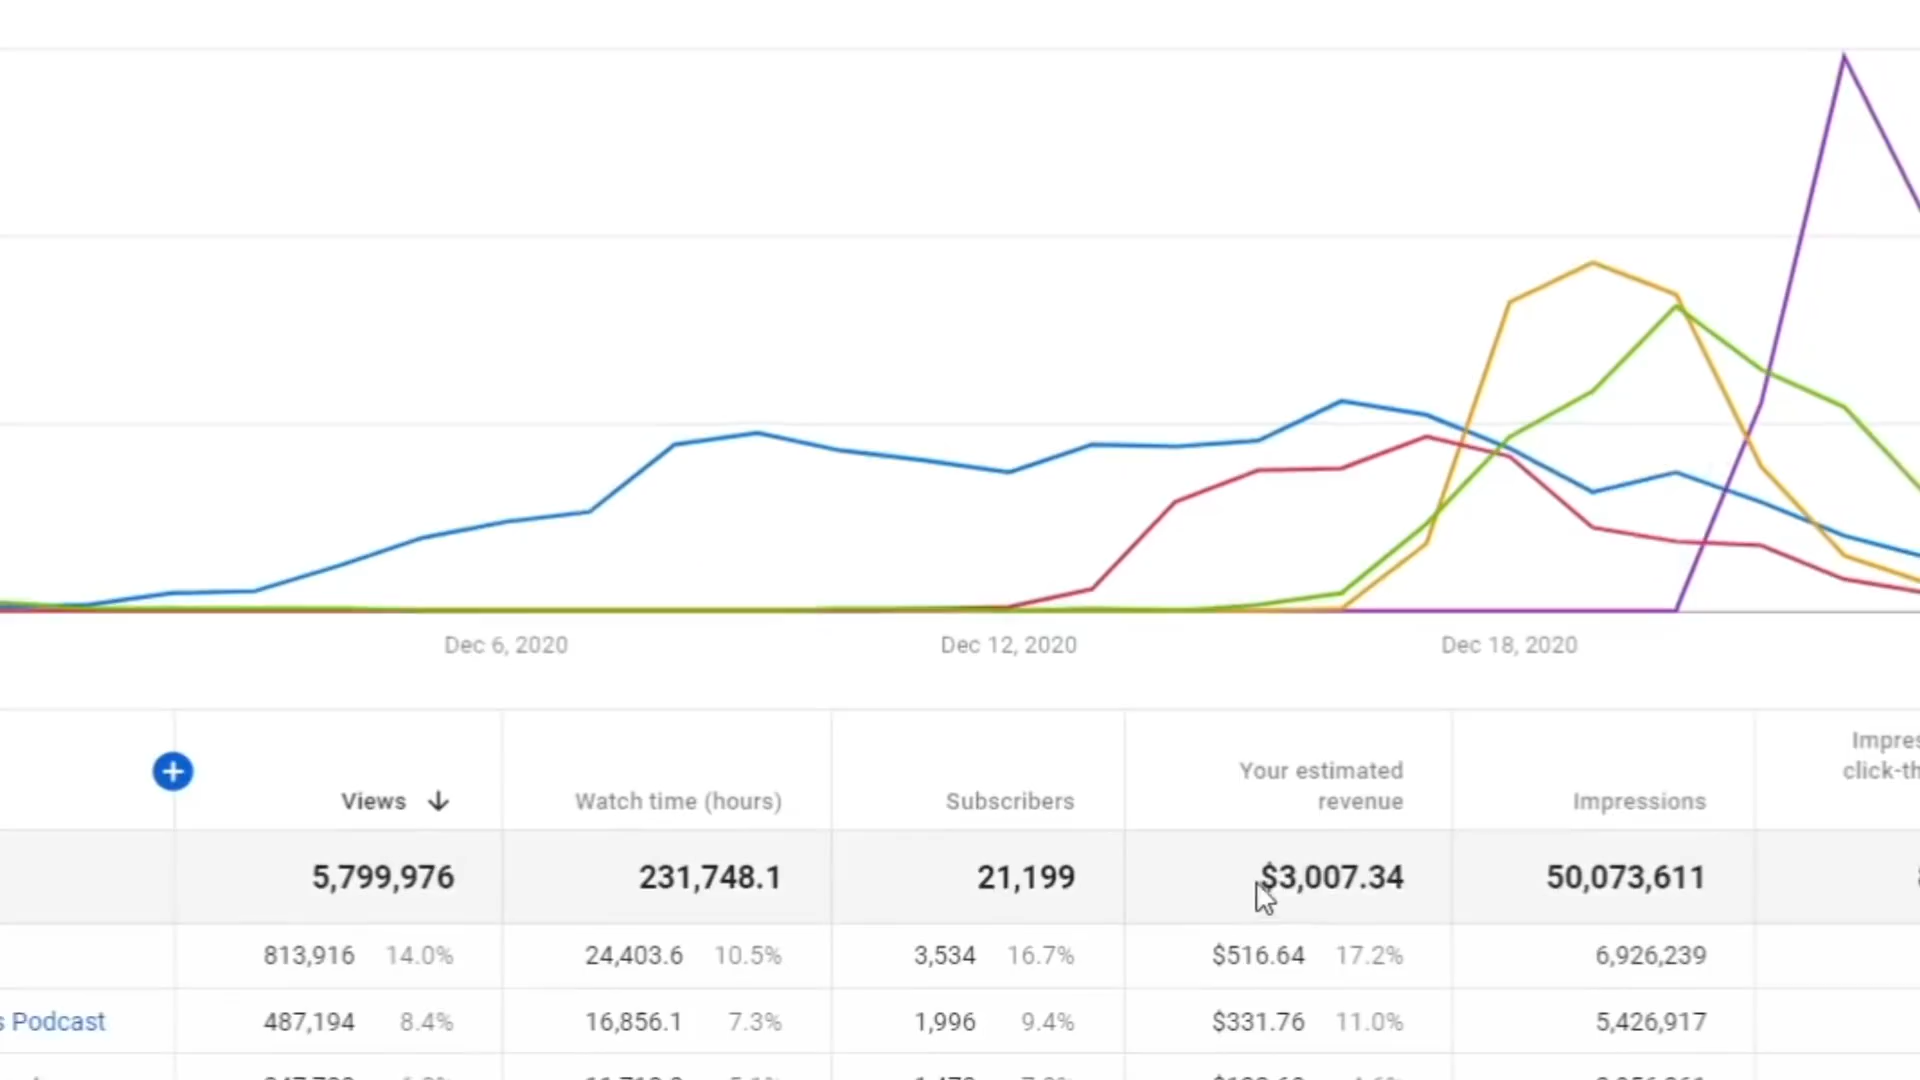 Dec 6, 2020 Dec 12, 2020 Dec 18, 2020
Views Watch time (hours) Subscribers Your estimated revenue Impressions
5,799,976 231,748.1 21,199 $3,007.34 50,073,611
813,916 14.0% 24,403.6 10.5% 3,534 16.7% $516.64 17.2% 6,926,239
s Podcast 487,194 8.4% 16,856.1 7.3% 1,996 9.4% $331.76 11.0% 5,426,917